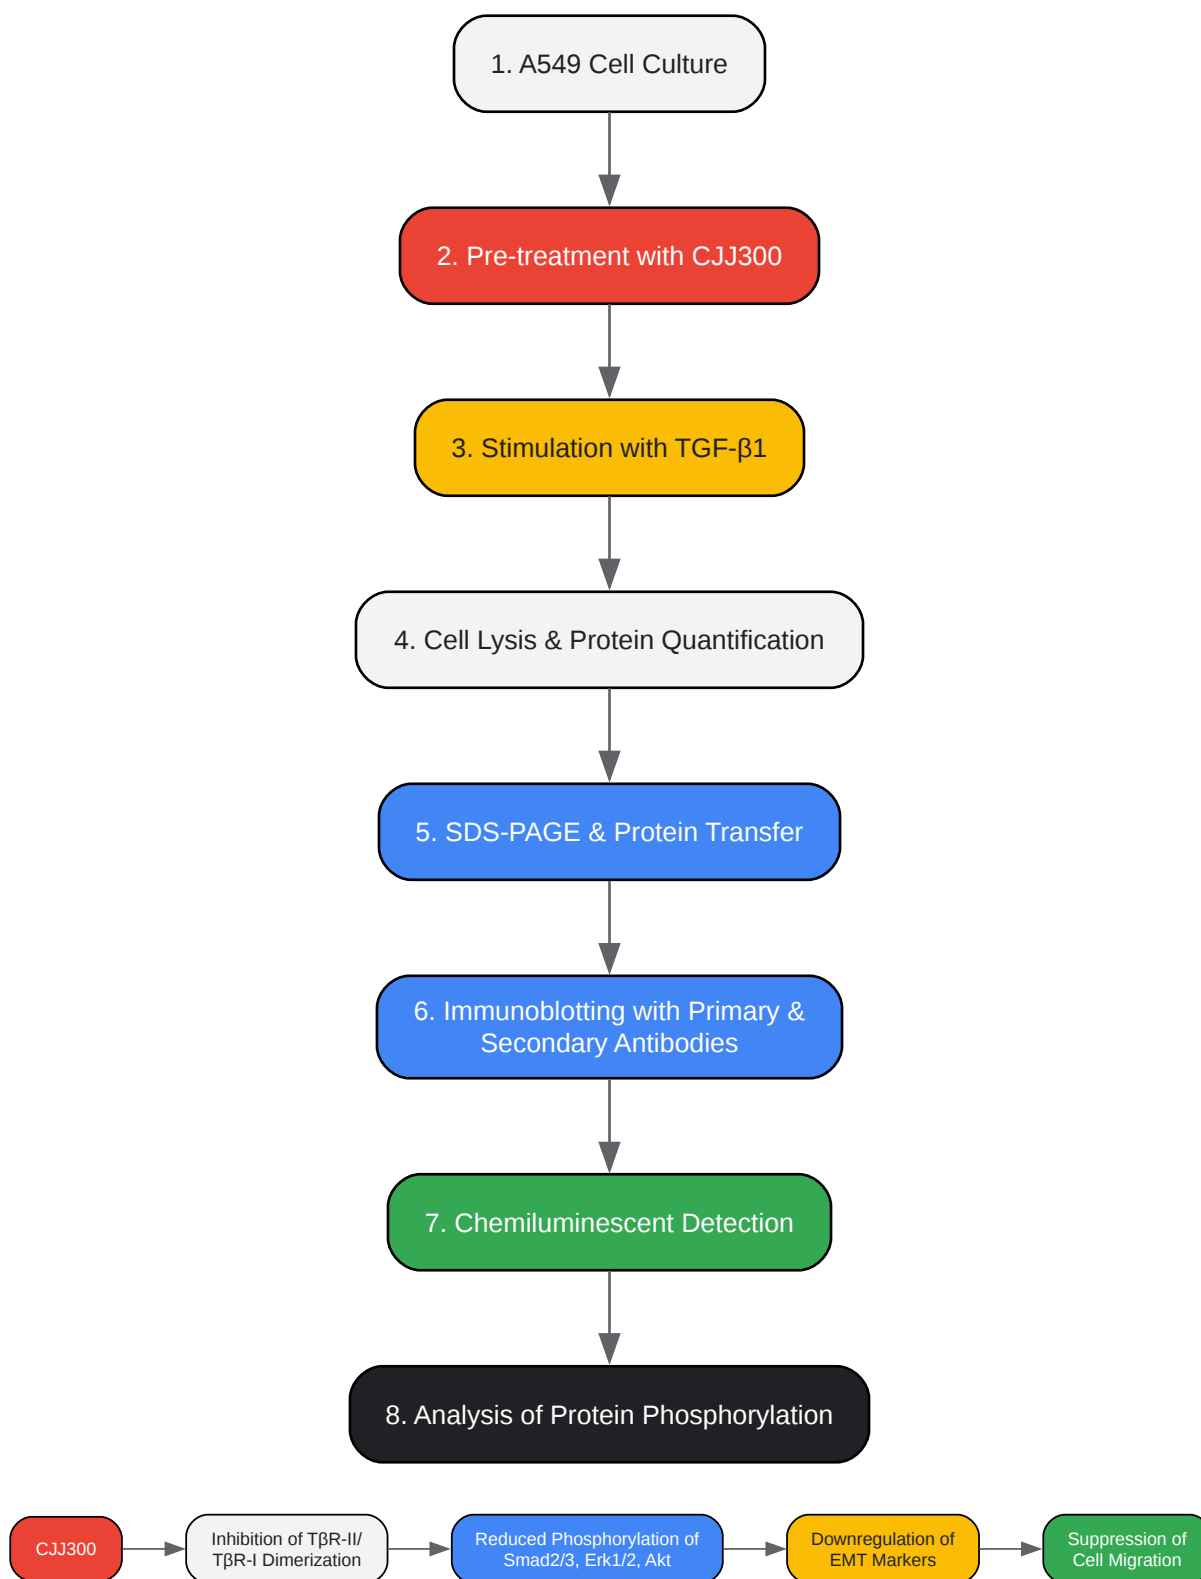 1. A549 Cell Culture
2. Pre-treatment with CJJ300
3. Stimulation with TGF-β1
4. Cell Lysis & Protein Quantification
5. SDS-PAGE & Protein Transfer
6. Immunoblotting with Primary &
Secondary Antibodies
7. Chemiluminescent Detection
8. Analysis of Protein Phosphorylation
CJJ300
Inhibition of TβR-II/
TβR-I Dimerization
Reduced Phosphorylation of
Smad2/3, Erk1/2, Akt
Downregulation of
EMT Markers
Suppression of
Cell Migration